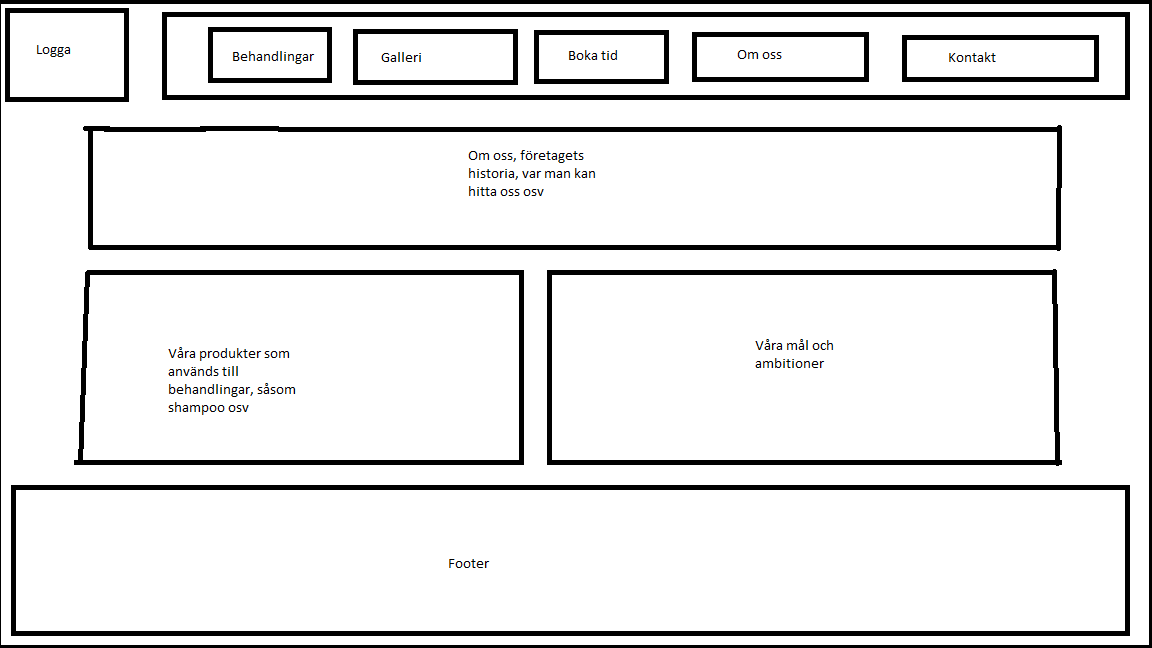 Logga
Behandlingar
Galleri
Boka tid
Om oss
Kontakt
Om oss, företagets
historia, var man kan
hitta oss osv
Våra produkter som
används till
behandlingar, såsom
shampoo osv
Våra mål och
ambitioner
Footer